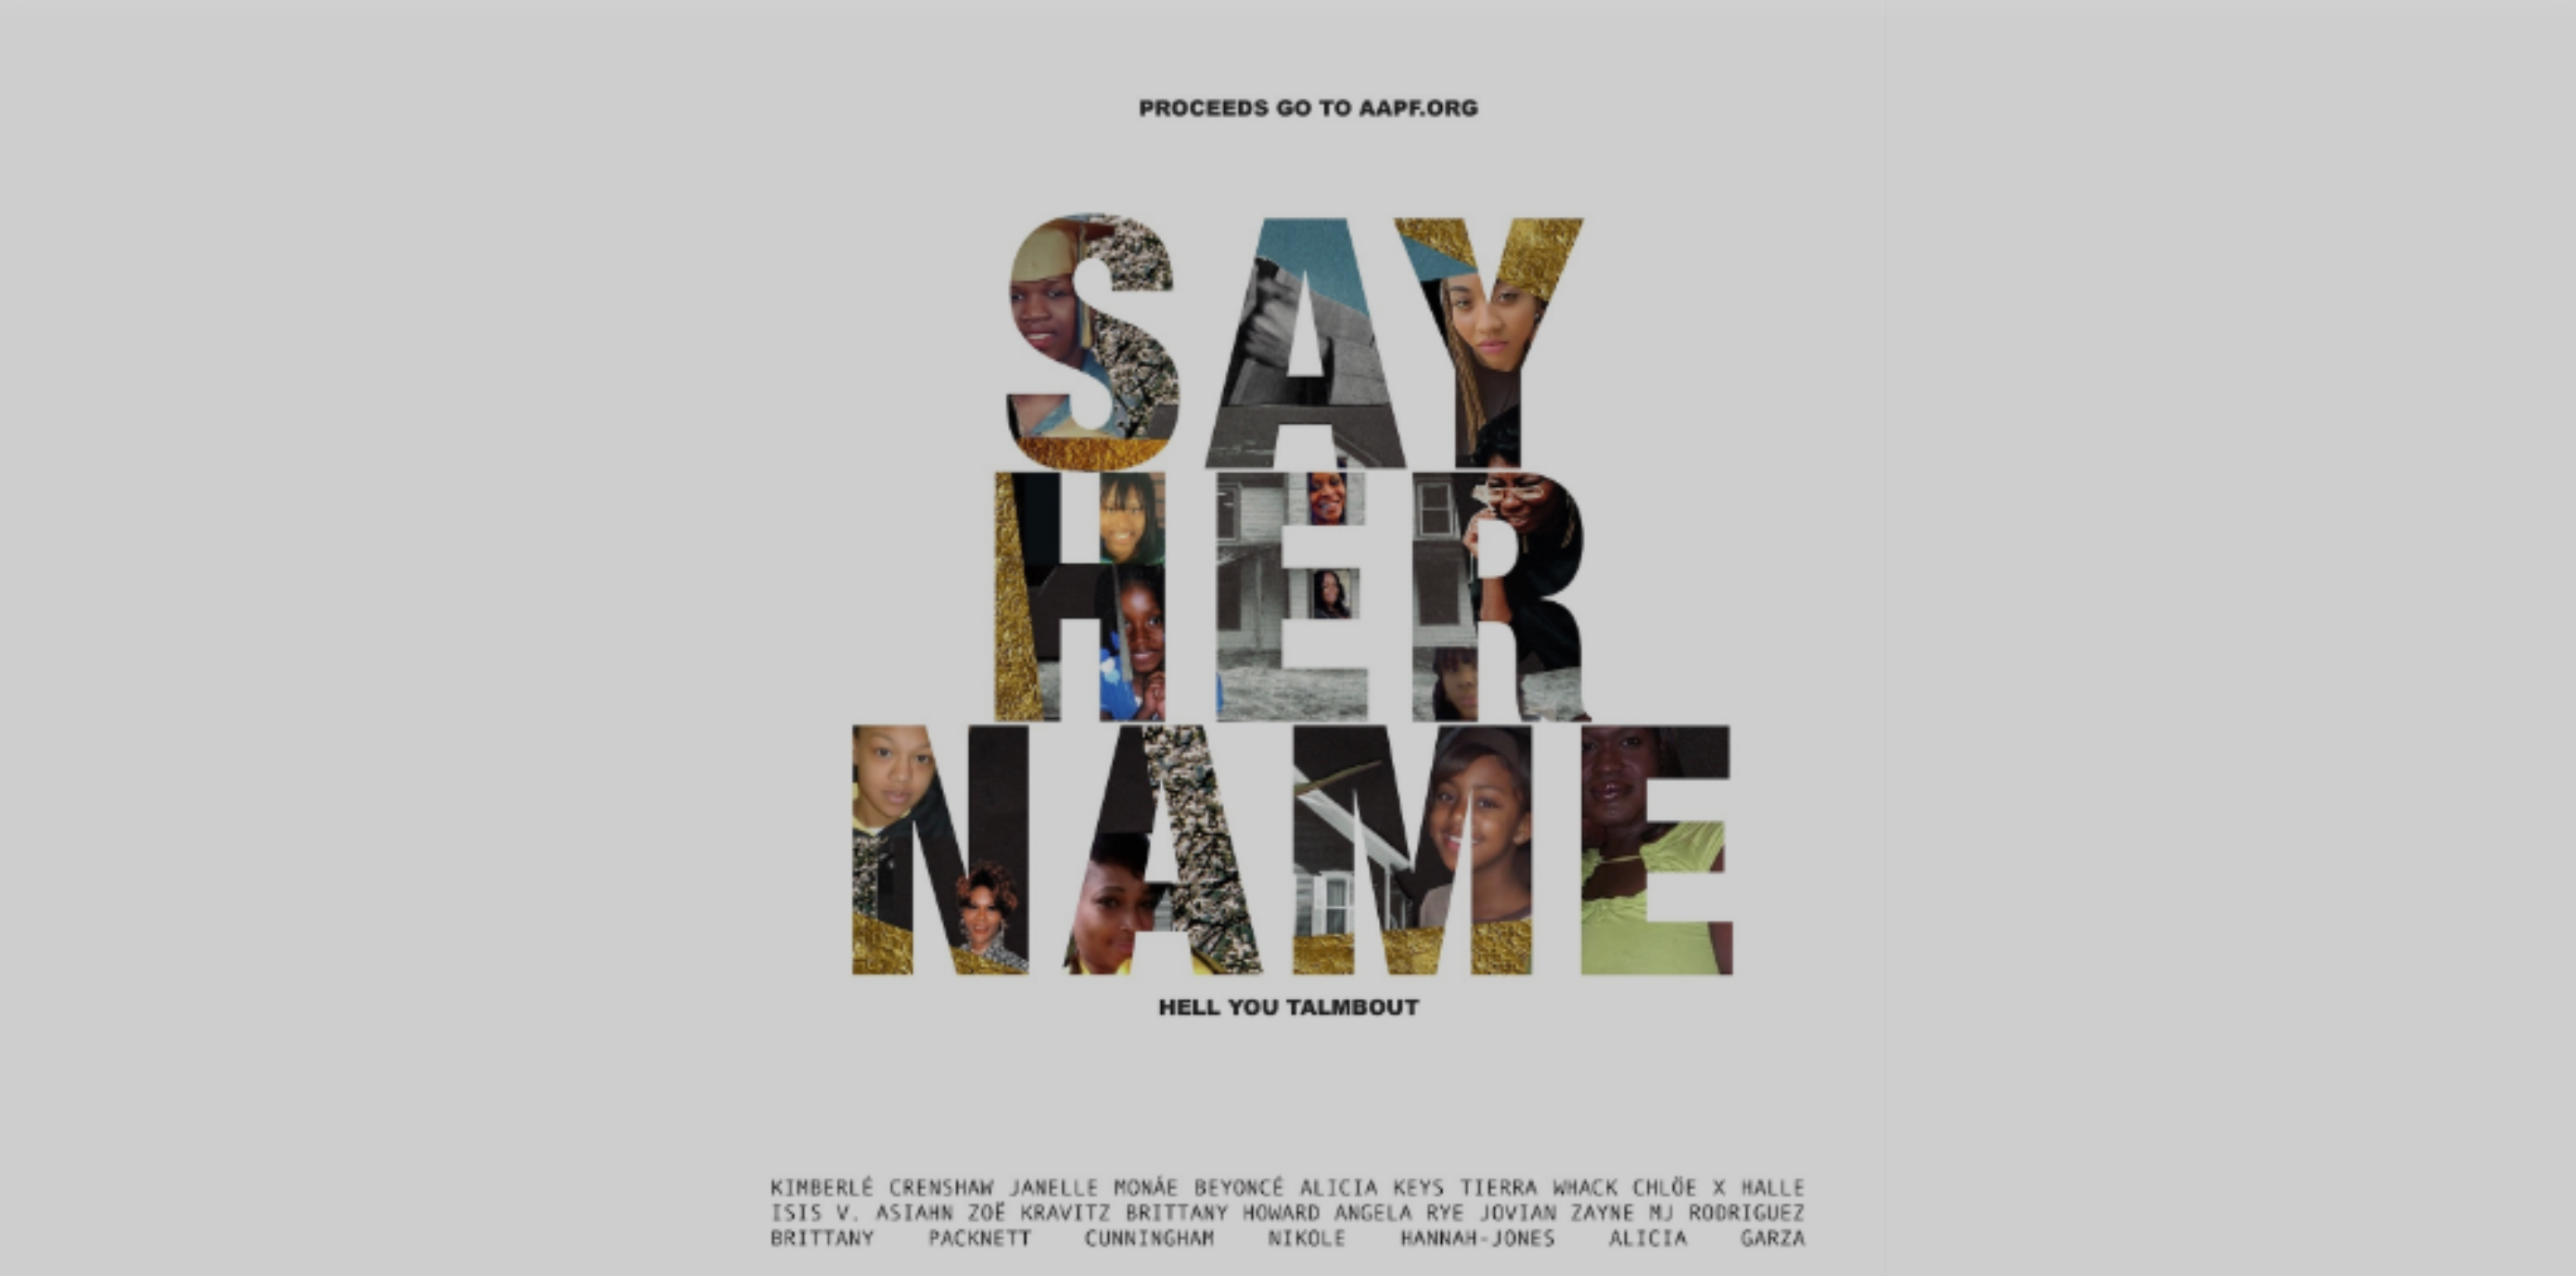 PROCEEDS GO TO AAPF.ORG
SAY
HER
NAME
HELL YOU TALMBOUT
KIMBERLÉ CRENSHAW JANELLE MONÁE BEYONCÉ ALICIA KEYS TIERRA WHACK CHLÖE X HALLE
ISIS V. ASIAHN ZOË KRAVITZ BRITTANY HOWARD ANGELA RYE JOVIAN ZAYNE MJ RODRIGUEZ
BRITTANY PACKNETT CUNNINGHAM NIKOLE HANNAH-JONES ALICIA GARZA